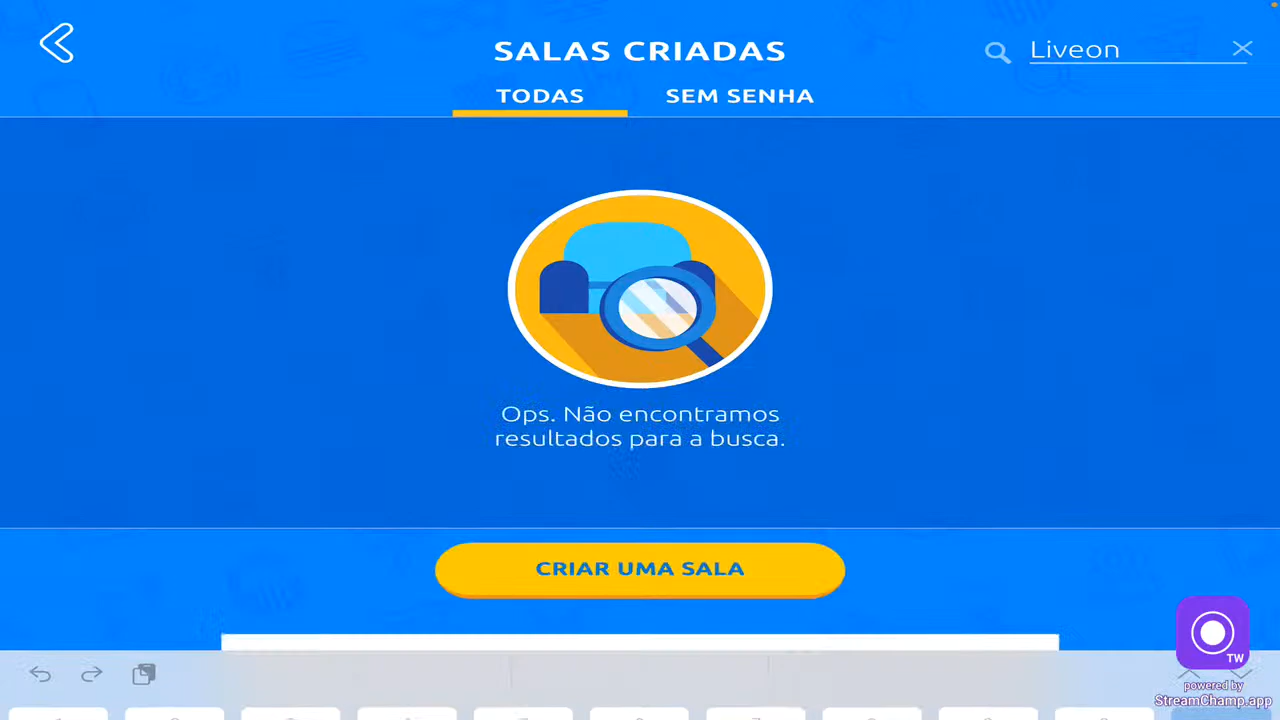 SALAS CRIADAS
Liveon
TODAS
SEM SENHA
Ops. Não encontramos
resultados para a busca.
CRIAR UMA SALA
TW
powered by
StreamChamp.app